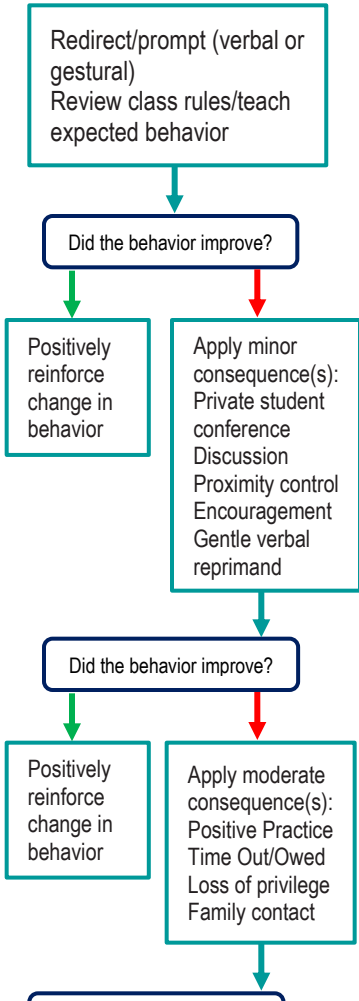 Redirect/prompt (verbal or
gestural)
Review class rules/teach
expected behavior
Did the behavior improve?
Positively
reinforce
change in
behavior
Apply minor
consequence(s):
Private student
conference
Discussion
Proximity control
Encouragement
Gentle verbal
reprimand
Did the behavior improve?
Positively
reinforce
change in
behavior
Apply moderate
consequence(s):
Positive Practice
Time Out/Owed
Loss of privilege
Family contact